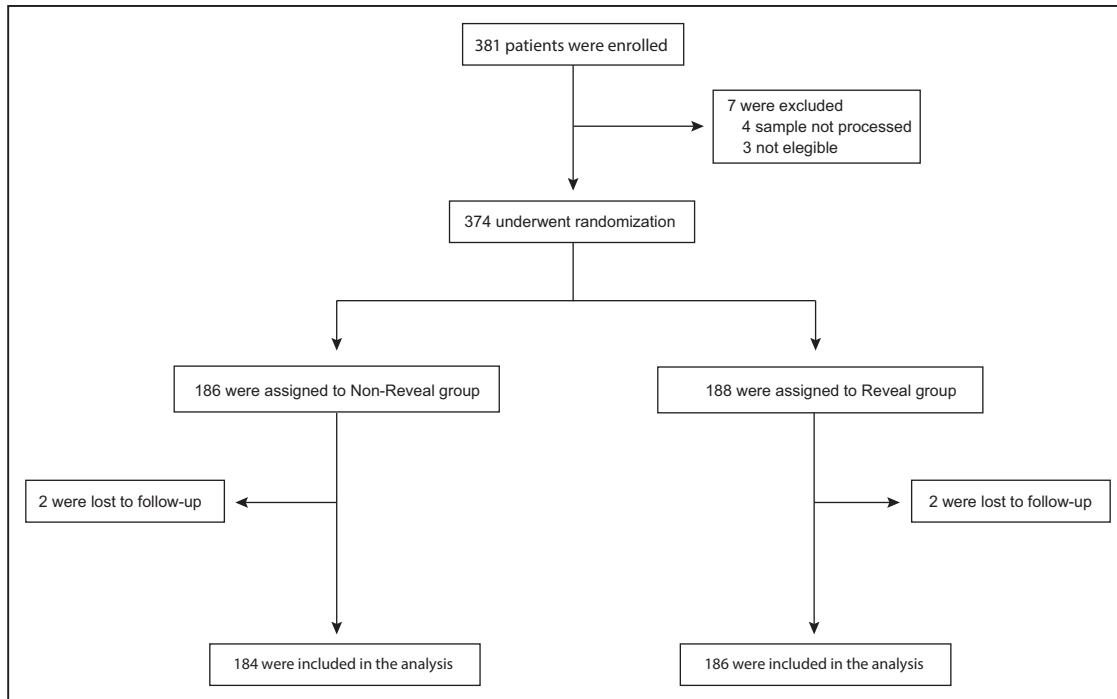 381 patients were enrolled
7 were excluded
4 sample not processed
3 not elegible
374 underwent randomization
186 were assigned to Non-Reveal group
188 were assigned to Reveal group
2 were lost to follow-up
2 were lost to follow-up
184 were included in the analysis
186 were included in the analysis